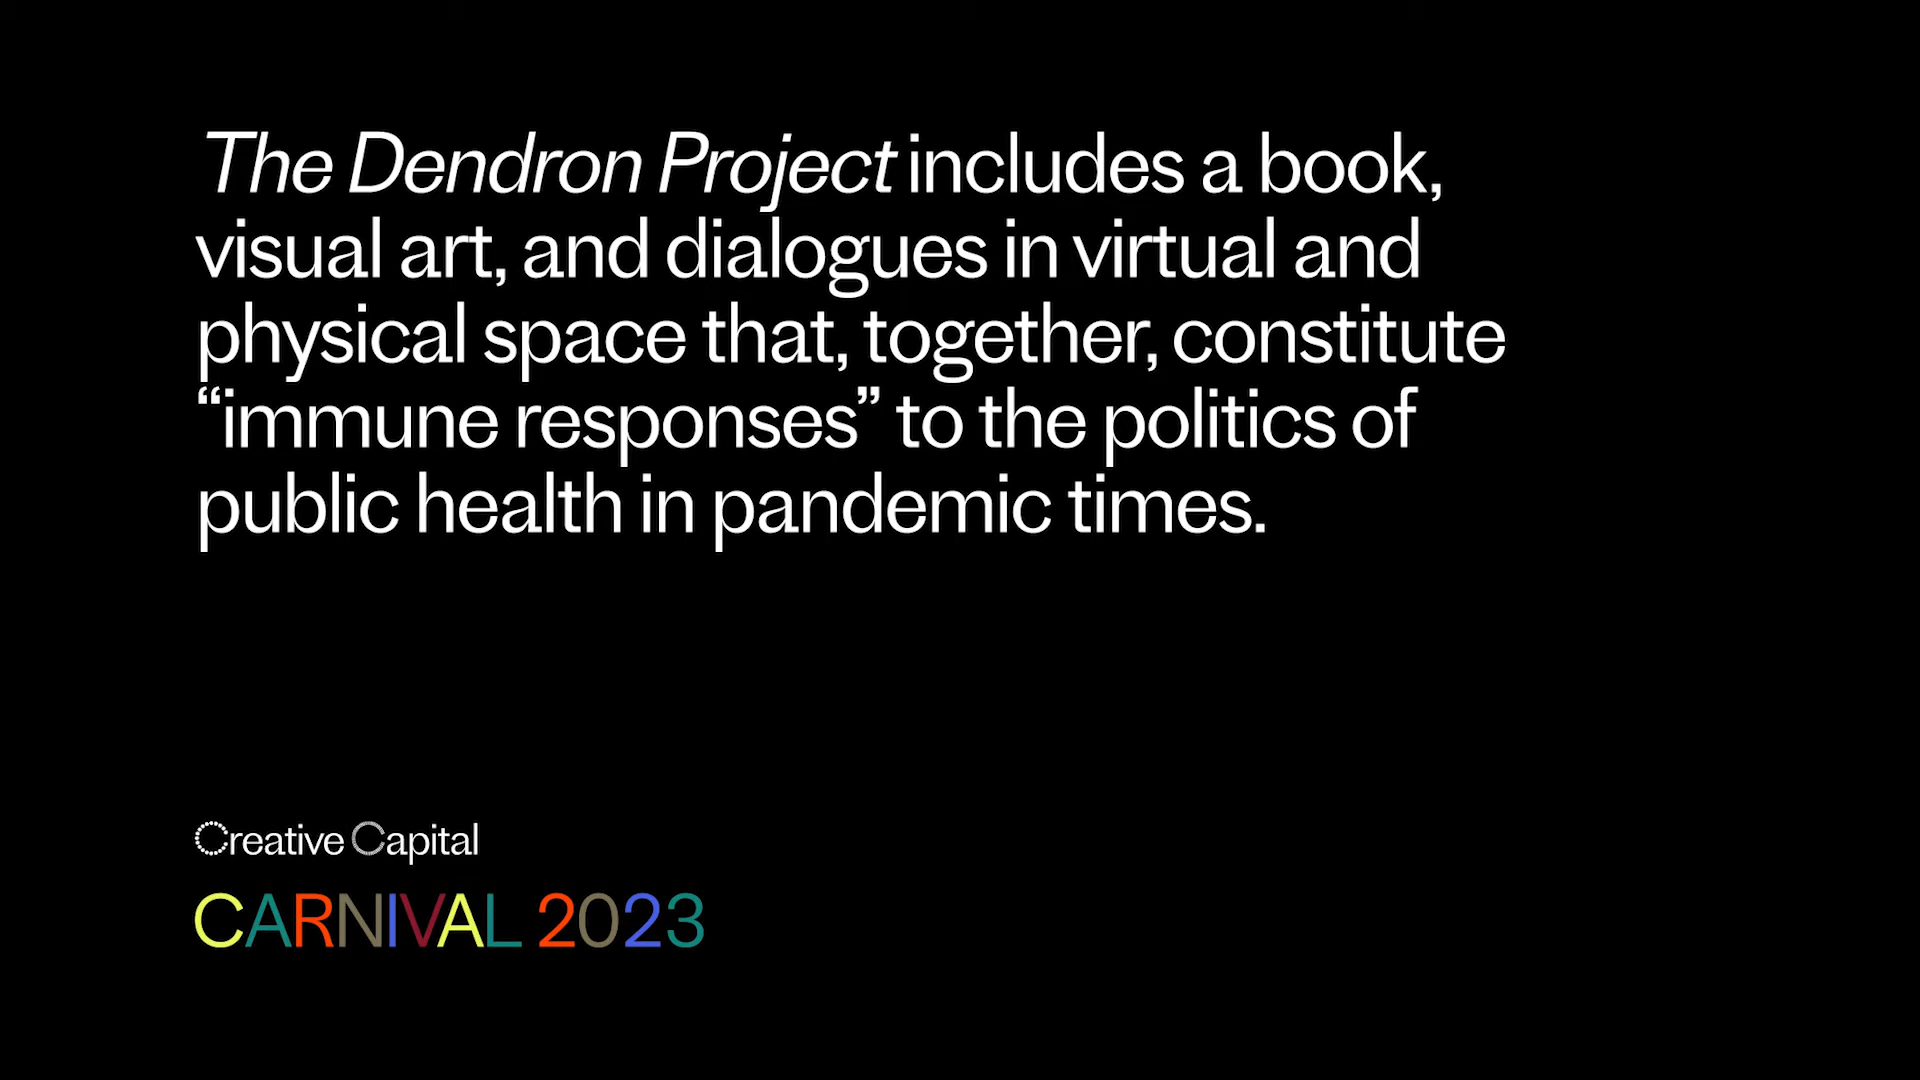 The Dendron Project includes a book,
visual art, and dialogues in virtual and
physical space that, together, constitute
“immune responses” to the politics of
public health in pandemic times.
Creative Capital
CARNIVAL 2023